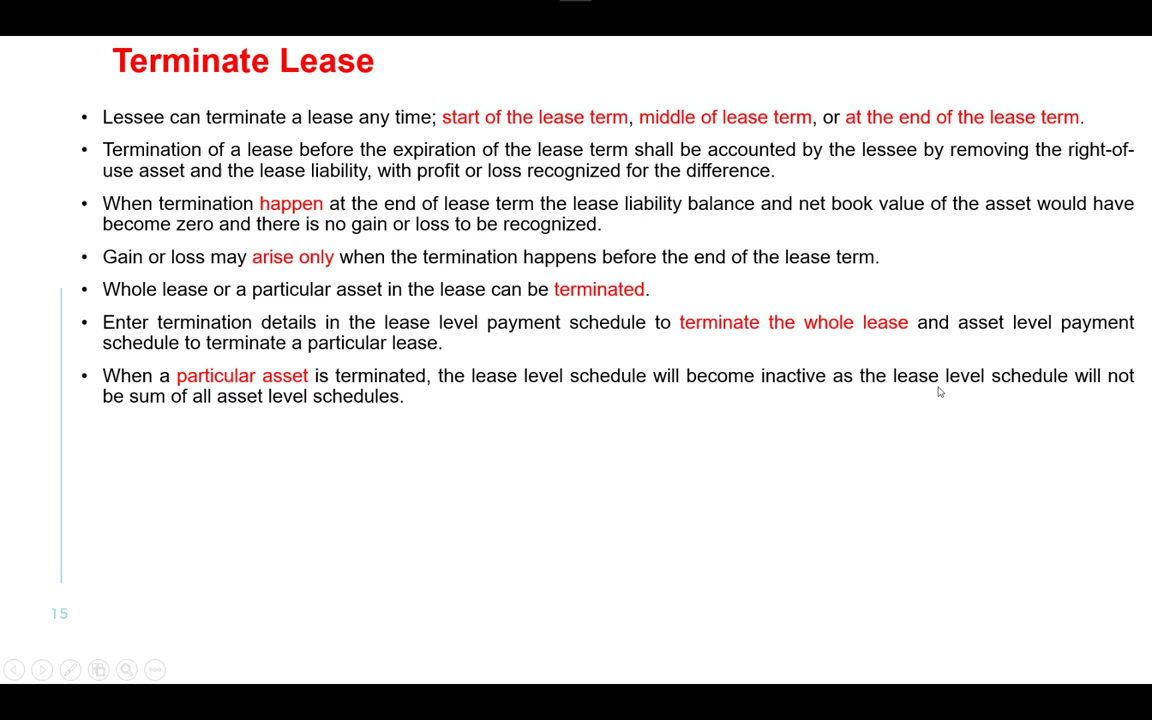 Terminate Lease
• Lessee can terminate a lease any time; start of the lease term, middle of lease term, or at the end of the lease term.
• Termination of a lease before the expiration of the lease term shall be accounted by the lessee by removing the right-of-
use asset and the lease liability, with profit or loss recognized for the difference.
• When termination happen at the end of lease term the lease liability balance and net book value of the asset would have
become zero and there is no gain or loss to be recognized.
• Gain or loss may arise only when the termination happens before the end of the lease term.
• Whole lease or a particular asset in the lease can be terminated.
• Enter termination details in the lease level payment schedule to terminate the whole lease and asset level payment
schedule to terminate a particular lease.
• When a particular asset is terminated, the lease level schedule will become inactive as the lease level schedule will not
be sum of all asset level schedules.
15